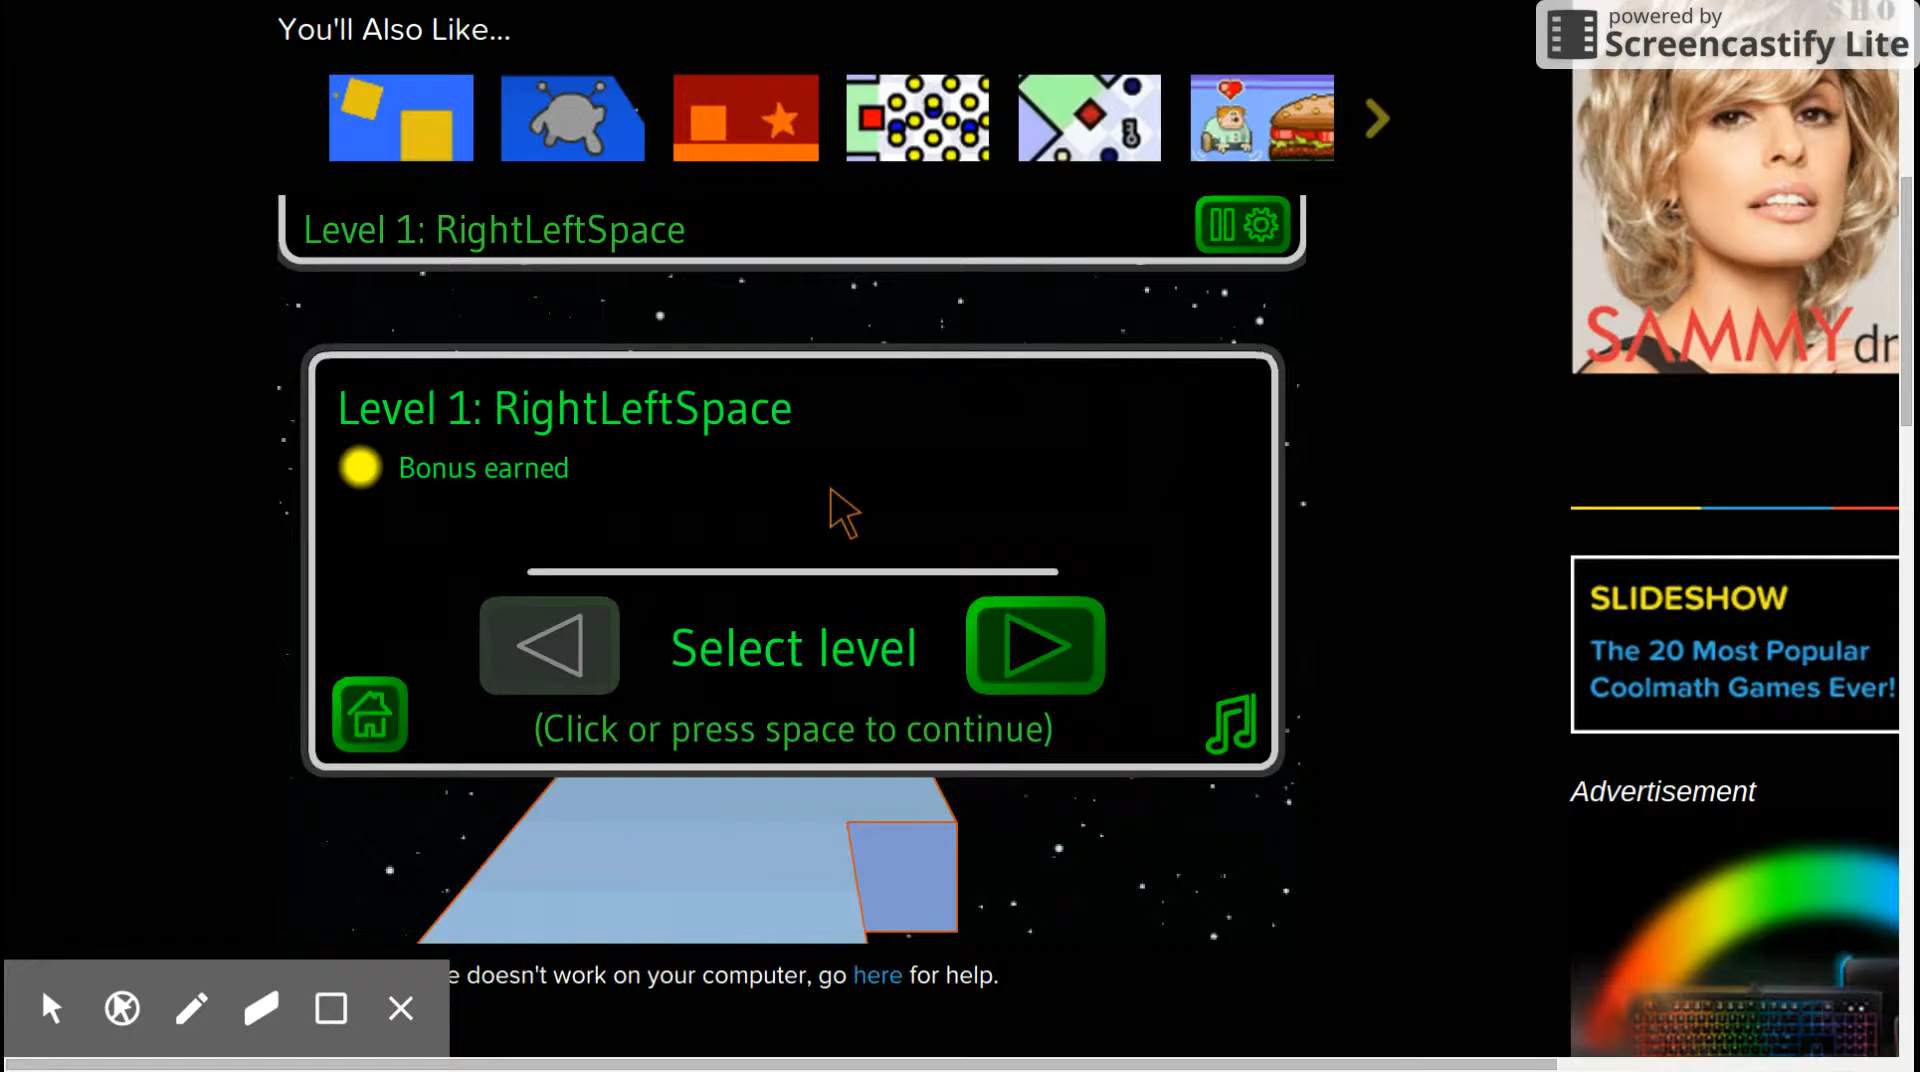 You'll Also Like...
powered by
Screencastify Lite
Level 1: RightLeftSpace
SAMMYdr
Level 1: RightLeftSpace
Bonus earned
Select level
(Click or press space to continue)
SLIDESHOW
The 20 Most Popular
Coolmath Games Ever!
Advertisement
e doesn't work on your computer, go here for help.